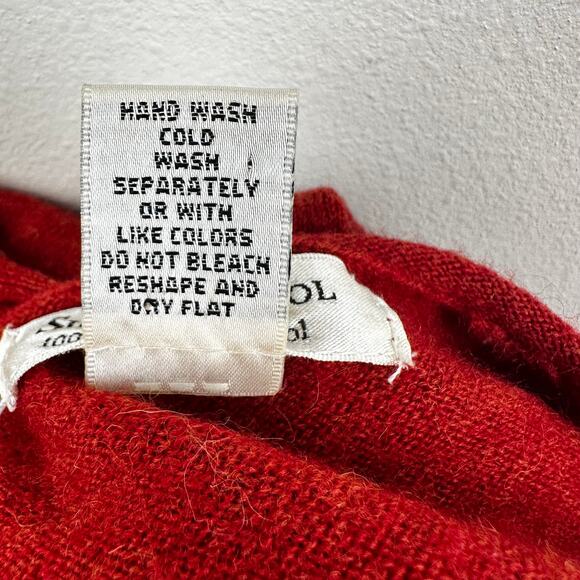 HAND WASH
COLD
WASH
SEPARATELY
OR WITH
LIKE COLORS
DO NOT BLEACH
RESHAPE AND
DRY FLAT